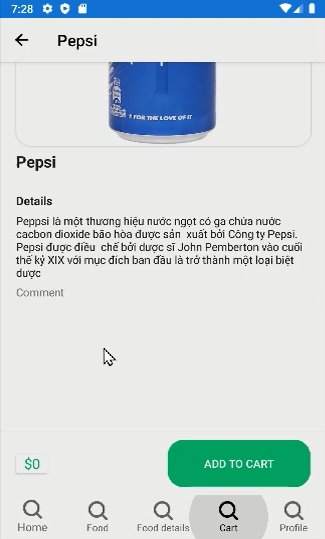 7:28
Pepsi
FOR THE LOVE OF IT
Pepsi
Details
Peppsi là một thương hiệu nước ngọt có ga chứa nước
cacbon dioxide bão hòa được sản  xuất bởi Công ty Pepsi.
Pepsi được điều  chế bởi dược sĩ John Pemberton vào cuối
thế kỷ XIX với mục đích ban đầu là trở thành một loại biệt
dược
Comment
$0
ADD TO CART
Home
Food
Food details
Cart
Profile